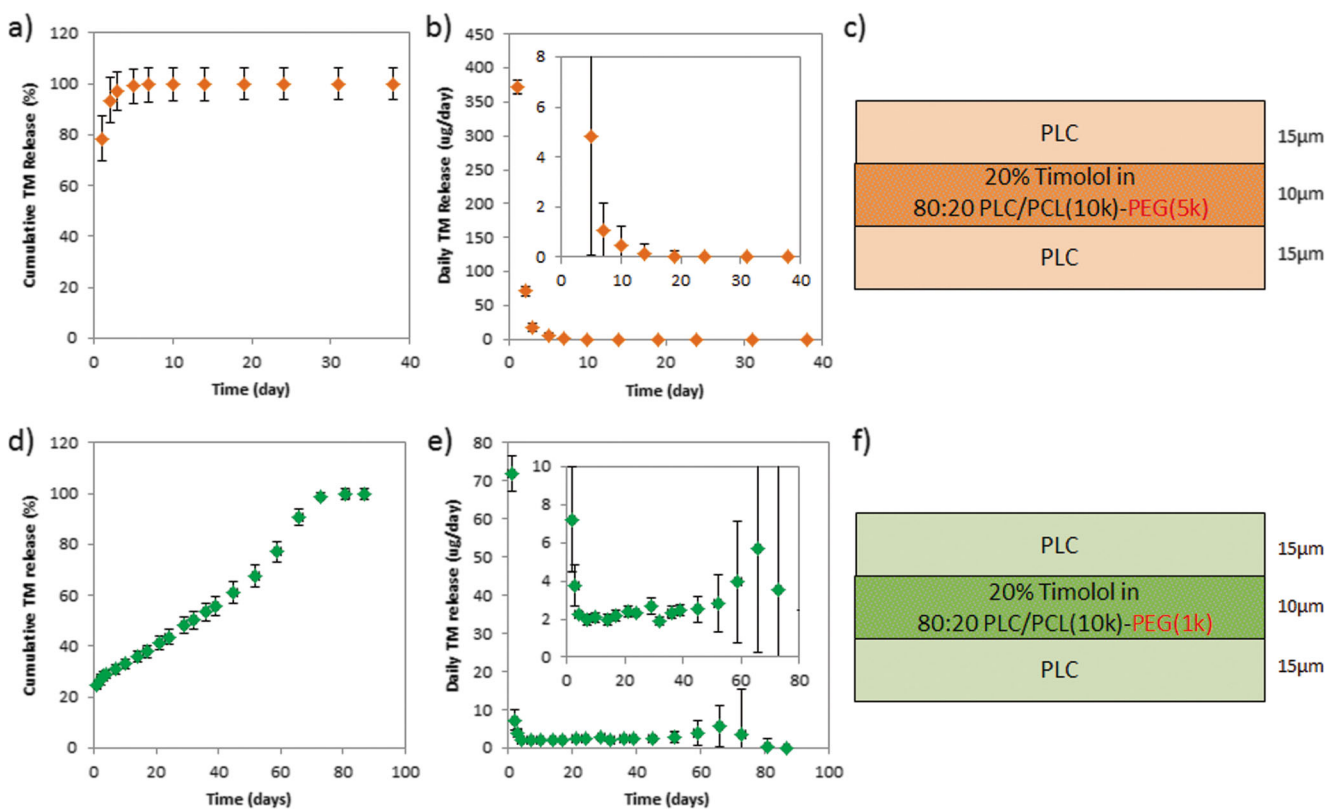 a)
Cumulative TM Release (%)
120
100
80
60
40
20
0
0 10 20 30 40
Time (day)
b)
Daily TM Release (ug/day)
450
400
350
300
250
200
150
100
50
0
0 10 20 30 40
Time (day)
8
6
4
2
0
0 10 20 30 40
c)
PLC
15μm
20% Timolol in
80:20 PLC/PCL(10k)-PEG(5k)
10μm
PLC
15μm
d)
Cumulative TM release (%)
120
100
80
60
40
20
0
0 20 40 60 80 100
Time (days)
e)
Daily TM release (ug/day)
80
70
60
50
40
30
20
10
0
0 20 40 60 80 100
Time (days)
10
8
6
4
2
0
0 20 40 60 80
f)
PLC
15μm
20% Timolol in
80:20 PLC/PCL(10k)-PEG(1k)
10μm
PLC
15μm